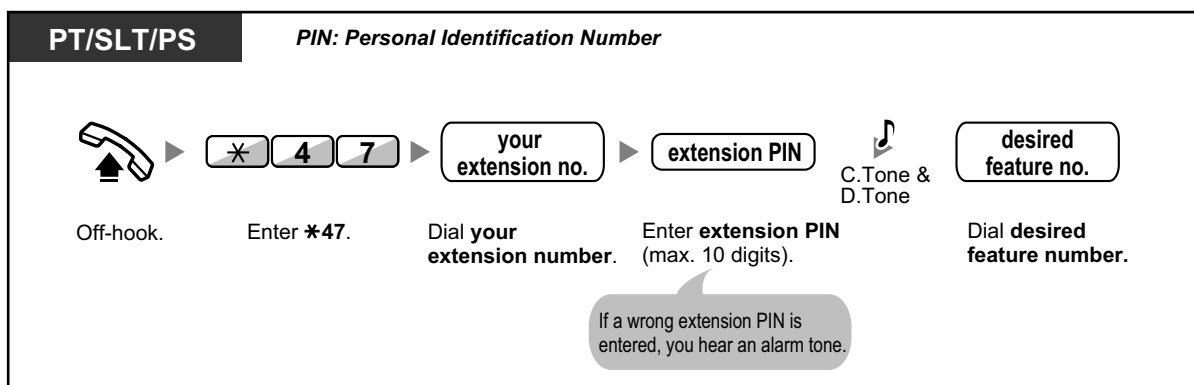 PT/SLT/PS
PIN: Personal Identification Number
* 4 7
your
extension no.
extension PIN
C.Tone &
D.Tone
desired
feature no.
Off-hook.
Enter *47.
Dial your
extension number.
Enter extension PIN
(max. 10 digits).
Dial desired
feature number.
If a wrong extension PIN is
entered, you hear an alarm tone.